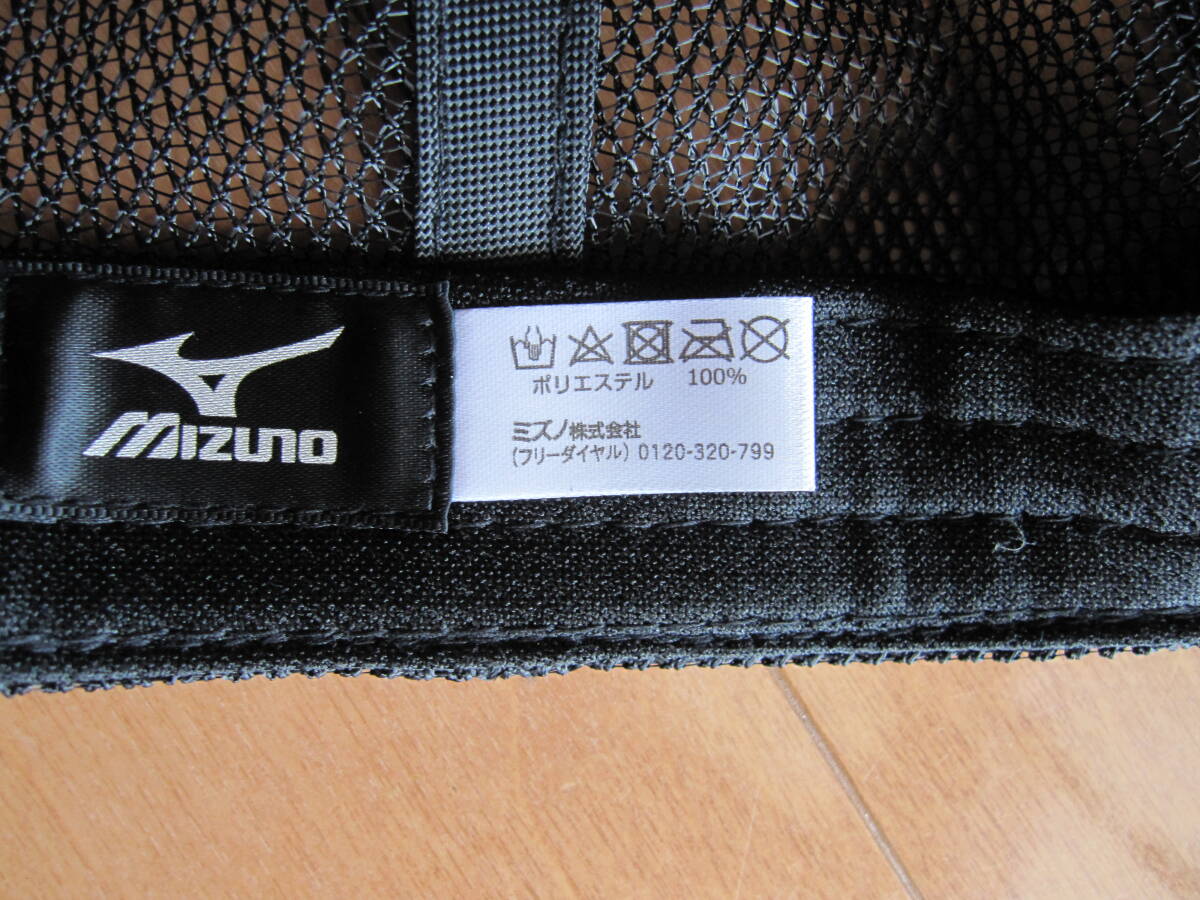 MIZUNO
ポリエステル 100%
ミズノ株式会社
(フリーダイヤル) 0120-320-799